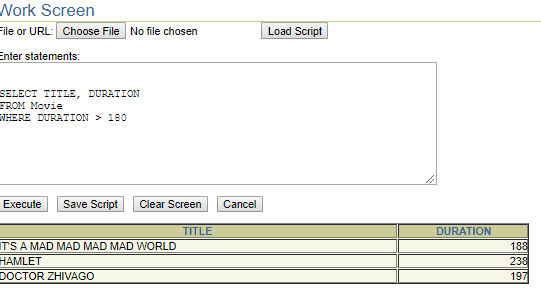 Work Screen
File or URL: Choose File No file chosen Load Script
Enter statements:
SELECT TITLE, DURATION
FROM Movie
WHERE DURATION > 180
Execute Save Script Clear Screen Cancel
TITLE DURATION
IT'S A MAD MAD MAD MAD WORLD 188
HAMLET 238
DOCTOR ZHIVAGO 197